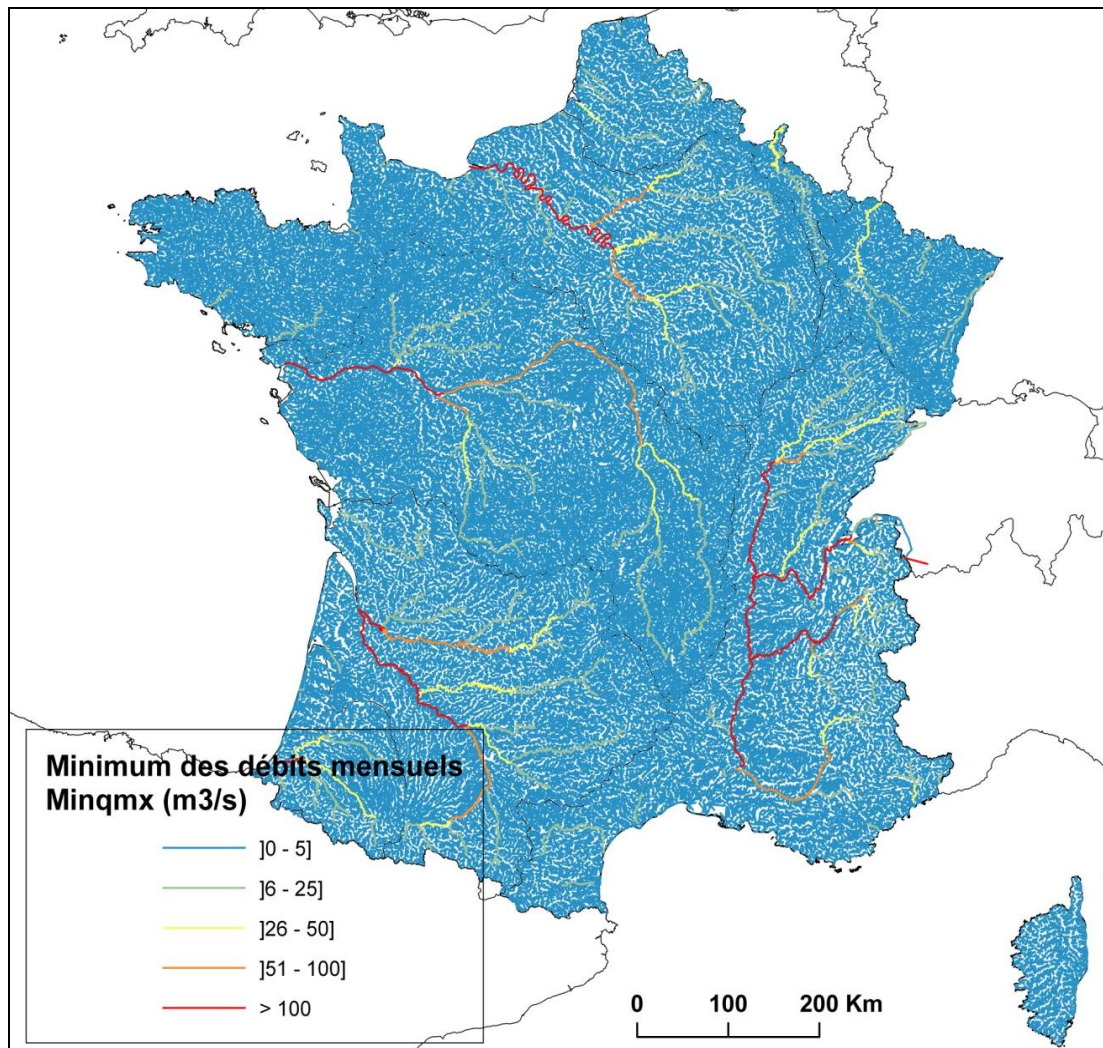 Minimum des débits mensuels
Minqmx (m3/s)
]0 - 5]
]6 - 25]
]26 - 50]
]51 - 100]
> 100
0 100 200 Km